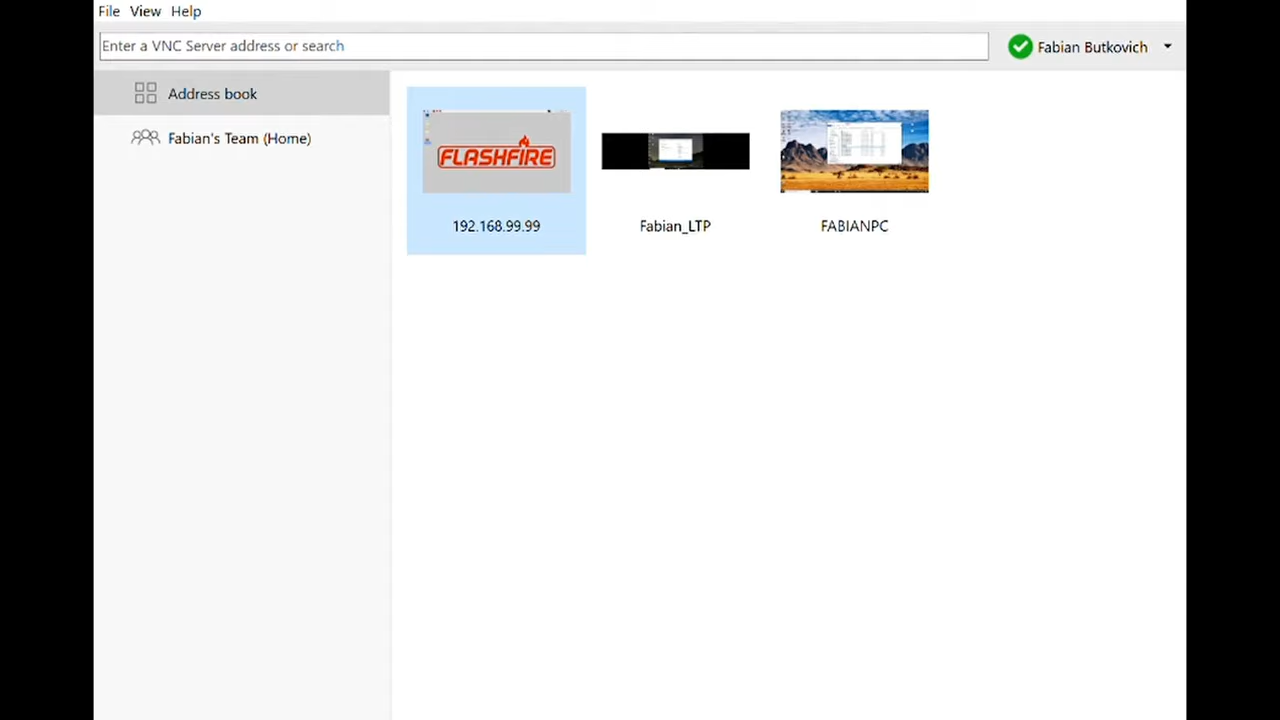 File View Help
Enter a VNC Server address or search
Fabian Butkovich
Address book
Fabian's Team (Home)
FLASHFIRE
192.168.99.99
Fabian_LTP
FABIANPC